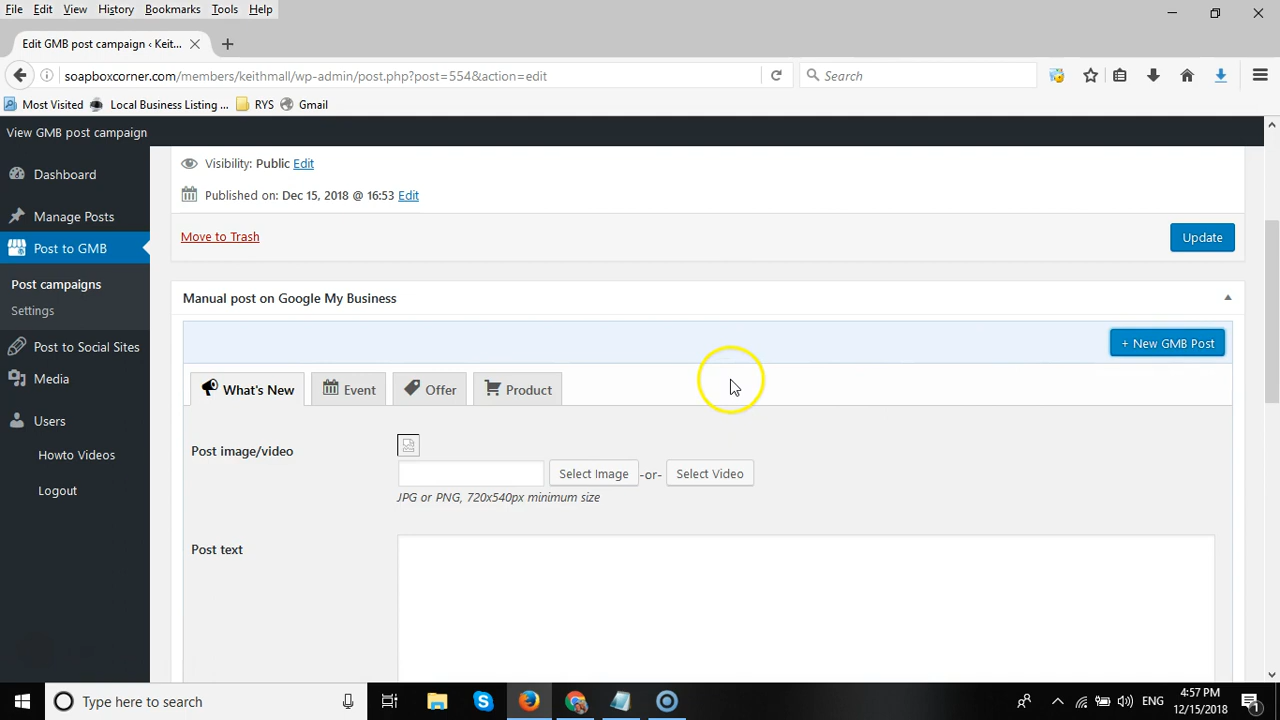 File Edit View History Bookmarks Tools Help
Edit GMB post campaign ‹ Keit...
soapboxcorner.com/members/keithmall/wp-admin/post.php?post=554&action=edit
Search
Most Visited Local Business Listing ... RYS Gmail
View GMB post campaign
Dashboard
Manage Posts
Post to GMB
Post campaigns
Settings
Post to Social Sites
Media
Users
Howto Videos
Logout
Visibility: Public Edit
Published on: Dec 15, 2018 @ 16:53 Edit
Move to Trash
Update
Manual post on Google My Business
+ New GMB Post
What's New Event Offer Product
Post image/video
Select Image -or- Select Video
JPG or PNG, 720x540px minimum size
Post text
Type here to search
ENG
4:57 PM
12/15/2018
1